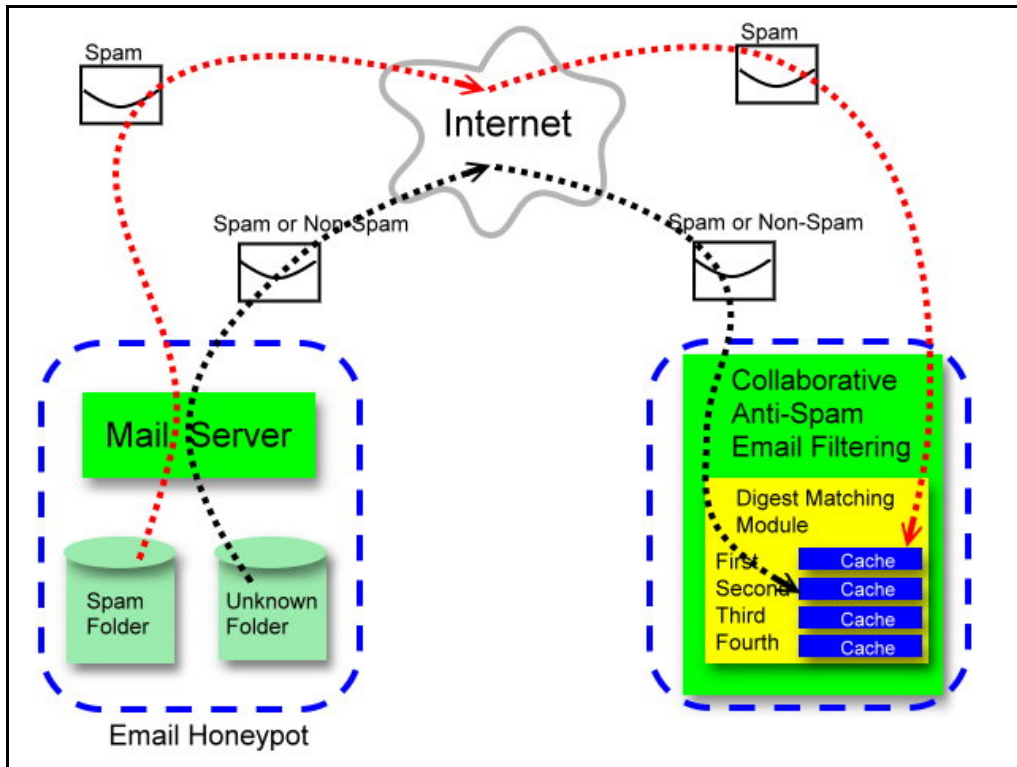 Spam
Spam
Internet
Spam or Non-Spam
Spam or Non-Spam
Mail Server
Spam
Folder
Unknown
Folder
Email Honeypot
Collaborative
Anti-Spam
Email Filtering
Digest Matching
Module
First Cache
Second Cache
Third Cache
Fourth Cache